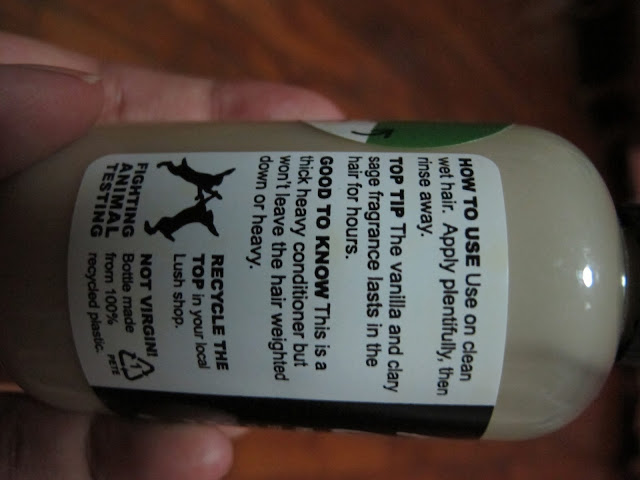 HOW TO USE Use on clean
wet hair. Apply plentifully, then
rinse away.
TOP TIP The vanilla and clary
sage fragrance lasts in the
hair for hours.
GOOD TO KNOW This is a
thick heavy conditioner but
won't leave the hair weighted
down or heavy.
RECYCLE THE
TOP in your local
Lush shop.
FIGHTING
ANIMAL
TESTING
NOT VIRGIN!
Bottle made
from 100%
recycled plastic.
1
PETE